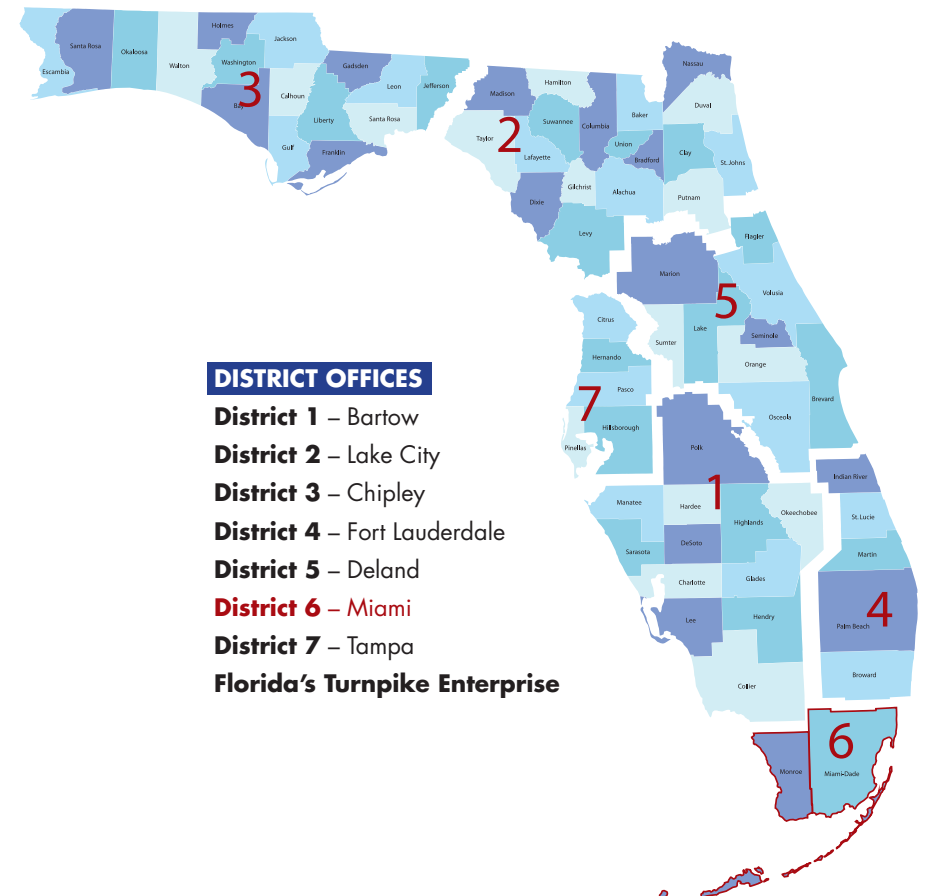 Holmes
Jackson
Santa Rosa
Okaloosa
Walton
Washington
Escambia
3
Bay
Calhoun
Gadsden
Leon
Jefferson
Liberty
Santa Rosa
Gulf
Franklin
Nassau
Madison
Hamilton
Duval
Baker
Suwannee
Columbia
Taylor
2
Lafayette
Union
Bradford
Clay
St.Johns
Gilchrist
Alachua
Putnam
Dixie
Levy
Flagler
Marion
5
Volusia
Citrus
Lake
Seminole
Sumter
Hernando
Orange
Pasco
Brevard
7
Osceola
Hillsborough
Pinellas
Polk
Indian River
1
Manatee
Hardee
Okeechobee
St.Lucie
Highlands
DeSoto
Sarasota
Martin
Charlotte
Glades
4
Lee
Hendry
Palm Beach
Collier
Broward
6
Monroe
Miami-Dade
DISTRICT OFFICES
District 1 – Bartow
District 2 – Lake City
District 3 – Chipley
District 4 – Fort Lauderdale
District 5 – Deland
District 6 – Miami
District 7 – Tampa
Florida's Turnpike Enterprise